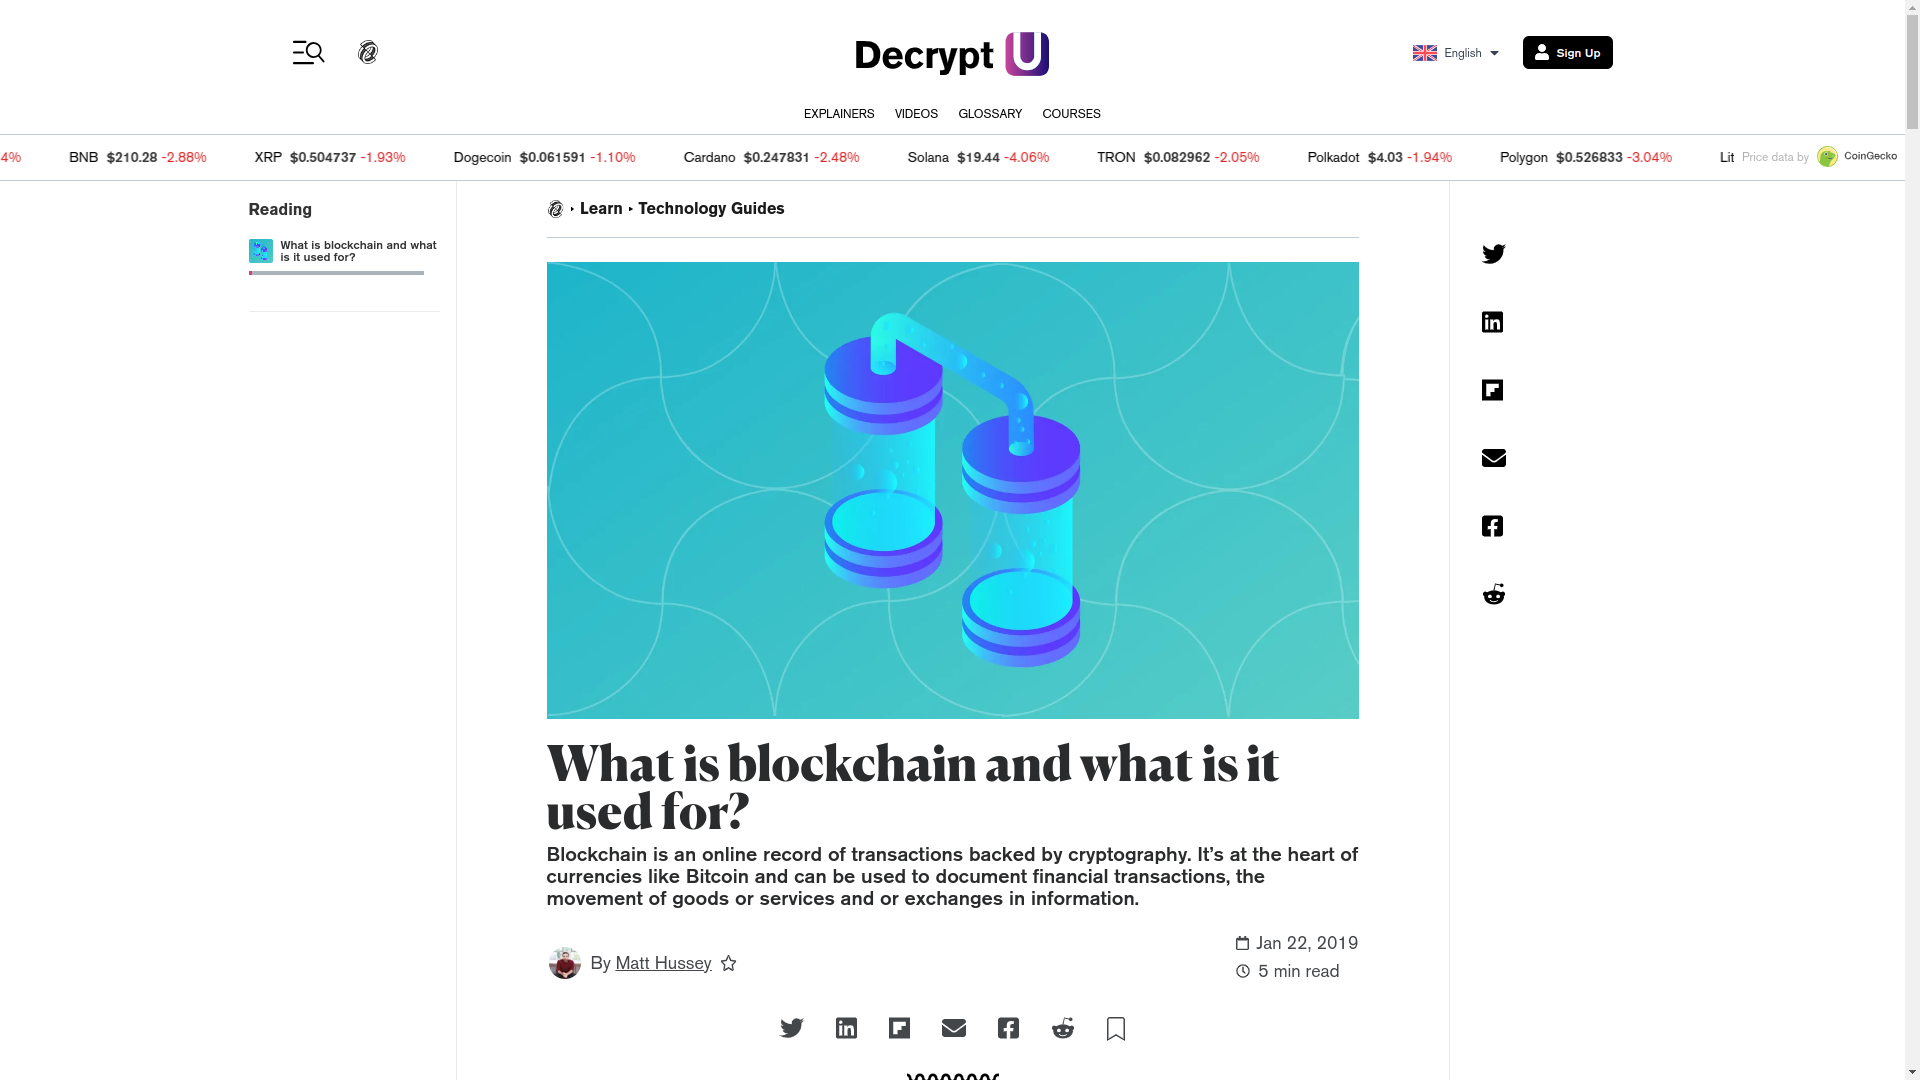 Decrypt U
English
Sign Up
EXPLAINERS VIDEOS GLOSSARY COURSES
4% BNB $210.28 -2.88% XRP $0.504737 -1.93% Dogecoin $0.061591 -1.10% Cardano $0.247831 -2.48% Solana $19.44 -4.06% TRON $0.082962 -2.05% Polkadot $4.03 -1.94% Polygon $0.526833 -3.04% Lit Price data by CoinGecko
Reading
What is blockchain and what
is it used for?
Learn Technology Guides
What is blockchain and what is it
used for?
Blockchain is an online record of transactions backed by cryptography. It’s at the heart of
currencies like Bitcoin and can be used to document financial transactions, the
movement of goods or services and or exchanges in information.
By Matt Hussey
Jan 22, 2019
5 min read